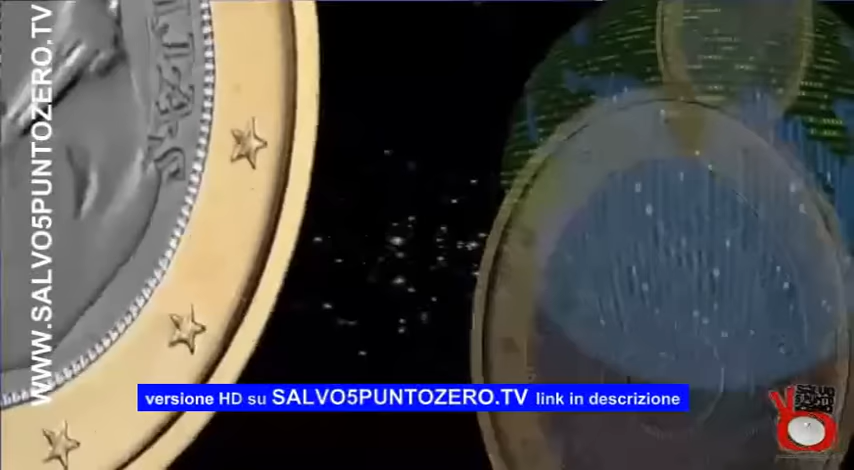 www.SALVO5PUNTOZERO.TV
versione HD su SALVO5PUNTOZERO.TV link in descrizione